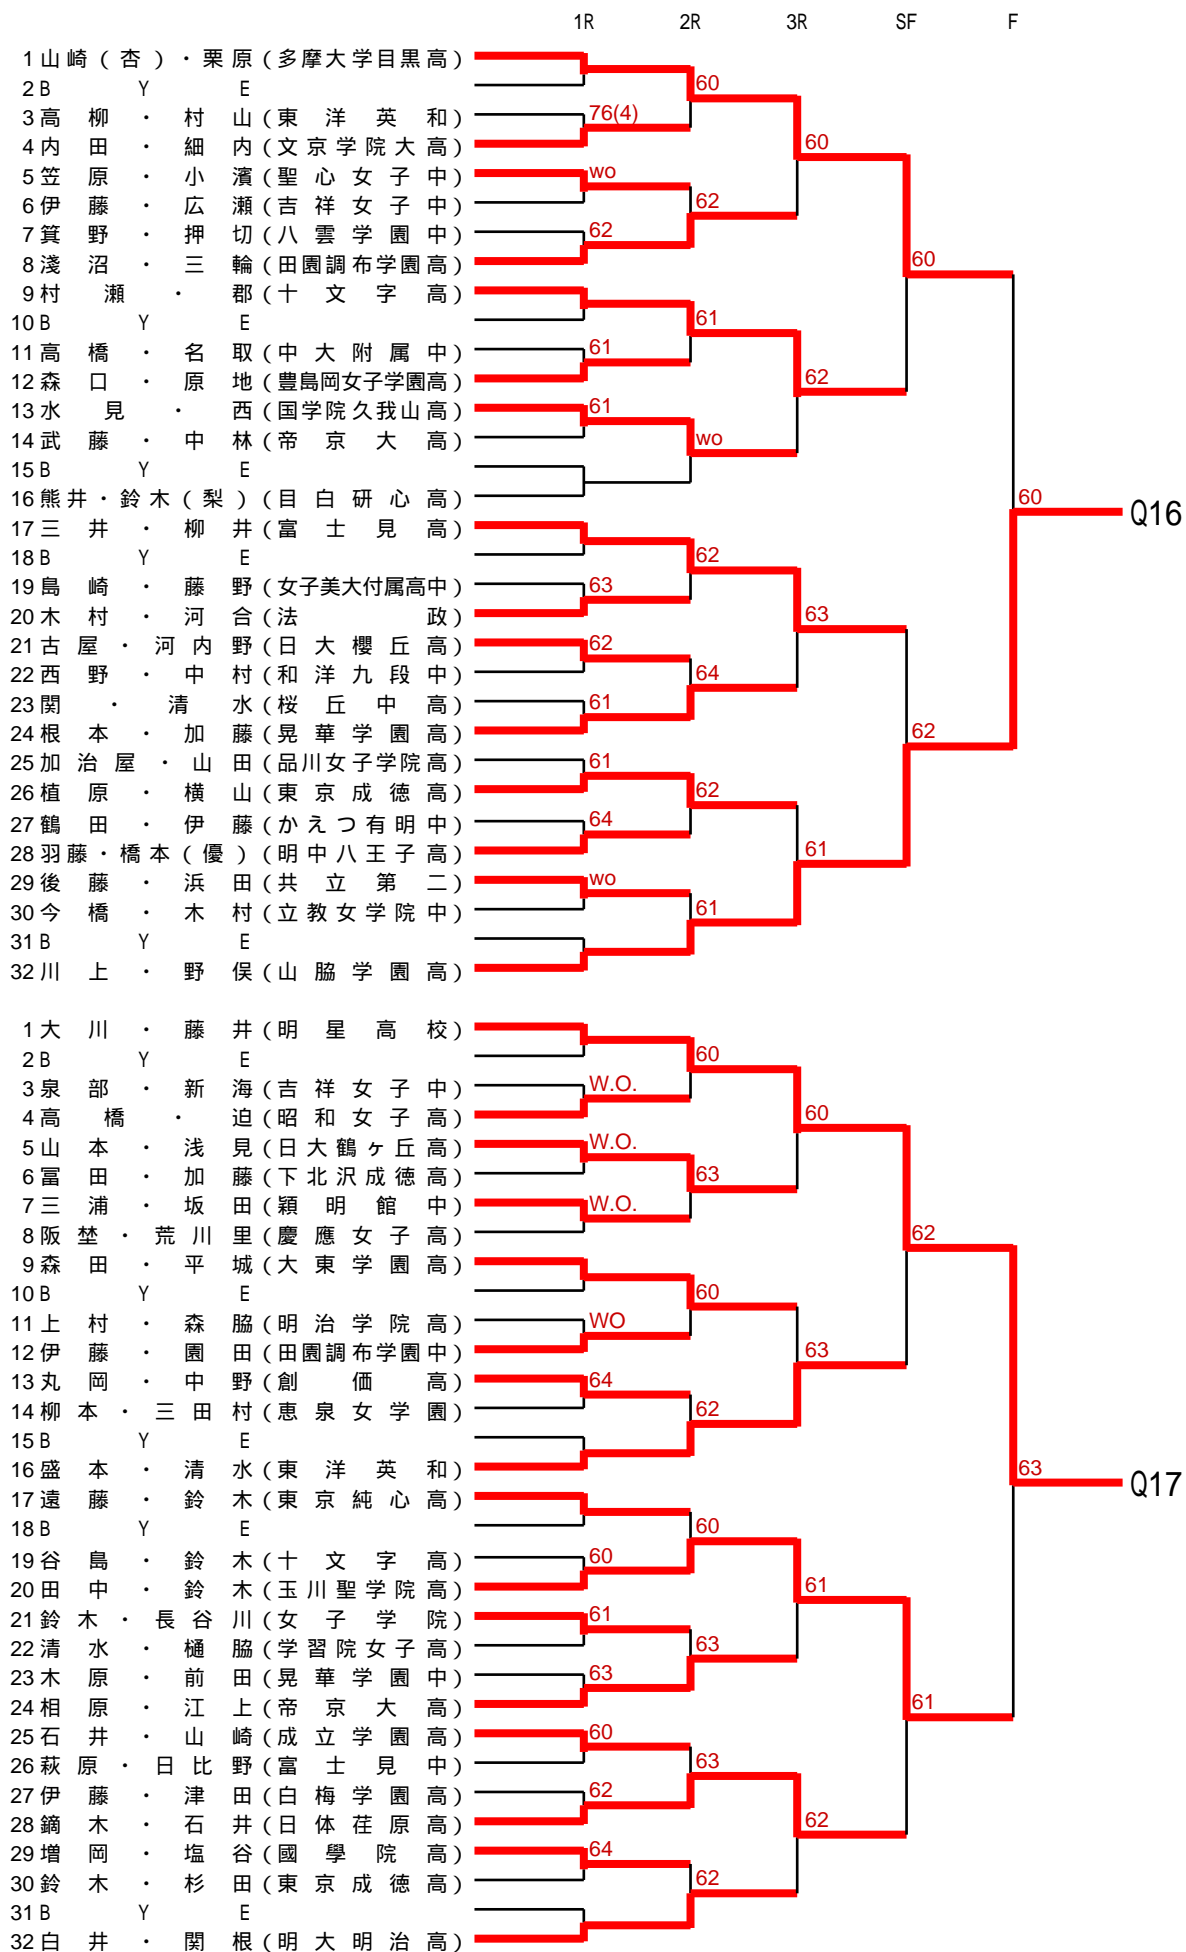 1R 2R 3R SF F
1 山崎(杏)・栗原(多摩大学目黒高)
2 B Y E
60
3 高柳・村山(東洋英和)
76(4)
4 内田・細内(文京学院大高)
60
5 笠原・小濱(聖心女子中)
wo
6 伊藤・広瀬(吉祥女子中)
62
7 箕野・押切(八雲学園中)
62
8 淺沼・三輪(田園調布学園高)
60
9 村瀬・郡(十文字高)
10 B Y E
61
11 高橋・名取(中大附属中)
61
12 森口・原地(豊島岡女子学園高)
62
13 水見・西(国学院久我山高)
61
14 武藤・中林(帝京大高)
wo
15 B Y E
16 熊井・鈴木(梨)(目白研心高)
60
Q16
17 三井・柳井(富士見高)
18 B Y E
62
19 島崎・藤野(女子美大付属高中)
63
20 木村・河合(法政)
63
21 古屋・河内野(日大櫻丘高)
62
22 西野・中村(和洋九段中)
64
23 関・清水(桜丘中高)
61
24 根本・加藤(晃華学園高)
62
25 加治屋・山田(品川女子学院高)
61
26 植原・横山(東京成徳高)
62
27 鶴田・伊藤(かえつ有明中)
64
28 羽藤・橋本(優)(明中八王子高)
61
29 後藤・浜田(共立第二)
wo
30 今橋・木村(立教女学院中)
61
31 B Y E
32 川上・野俣(山脇学園高)
1 大川・藤井(明星高校)
2 B Y E
60
3 泉部・新海(吉祥女子中)
W.O.
4 高橋・迫(昭和女子高)
60
5 山本・浅見(日大鶴ヶ丘高)
W.O.
6 冨田・加藤(下北沢成徳高)
63
7 三浦・坂田(穎明館中)
W.O.
8 阪埜・荒川里(慶應女子高)
62
9 森田・平城(大東学園高)
10 B Y E
60
11 上村・森脇(明治学院高)
WO
12 伊藤・園田(田園調布学園中)
63
13 丸岡・中野(創価高)
64
14 柳本・三田村(恵泉女学園)
62
15 B Y E
16 盛本・清水(東洋英和)
63
Q17
17 遠藤・鈴木(東京純心高)
18 B Y E
60
19 谷島・鈴木(十文字高)
60
20 田中・鈴木(玉川聖学院高)
61
21 鈴木・長谷川(女子学院)
61
22 清水・樋脇(学習院女子高)
63
23 木原・前田(晃華学園中)
63
24 相原・江上(帝京大高)
61
25 石井・山崎(成立学園高)
60
26 萩原・日比野(富士見中)
63
27 伊藤・津田(白梅学園高)
62
28 鏑木・石井(日体荏原高)
62
29 増岡・塩谷(國學院高)
64
30 鈴木・杉田(東京成徳高)
62
31 B Y E
32 白井・関根(明大明治高)